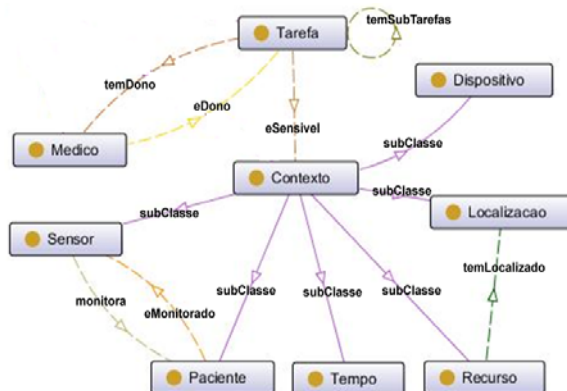 Tarefa
temSubTarefas
temDono
eDono
Dispositivo
eSensivel
Medico
subClasse
Contexto
subClasse
Localizacao
subClasse
Sensor
temLocalizado
subClasse
subClasse
subClasse
monitora
eMonitorado
Paciente
Tempo
Recurso